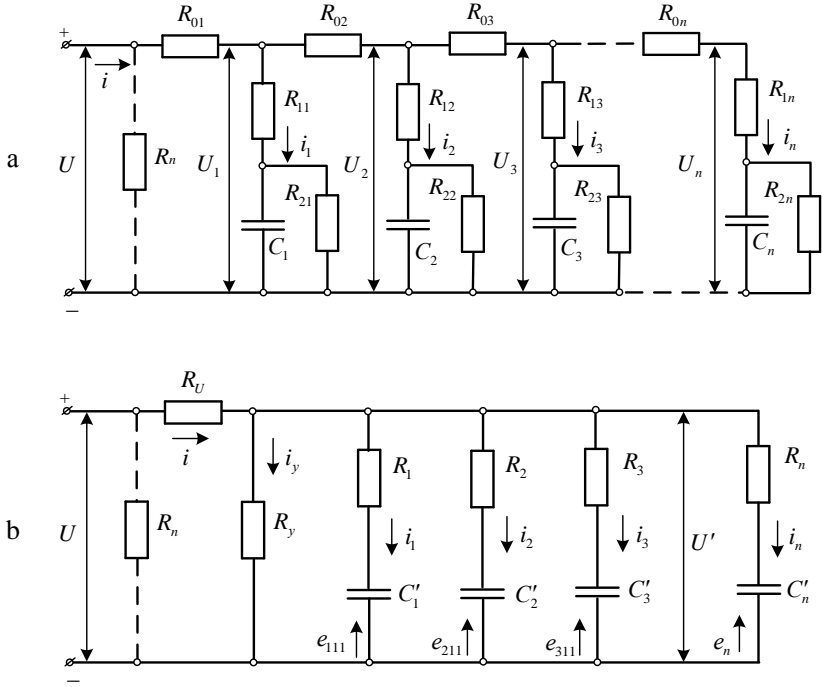 R01 R02 R03 R0n
+
i
R11 R12 R13 R1n
a U Rn U1 i1 U2 i2 U3 i3 Un in
R21 R22 R23 R2n
C1 C2 C3 Cn
−
RU
+
i iy R1 R2 R3 Rn
b U Rn Ry i1 i2 i3 U' in
C'1 C'2 C'3 C'n
e111 e211 e311 en
−